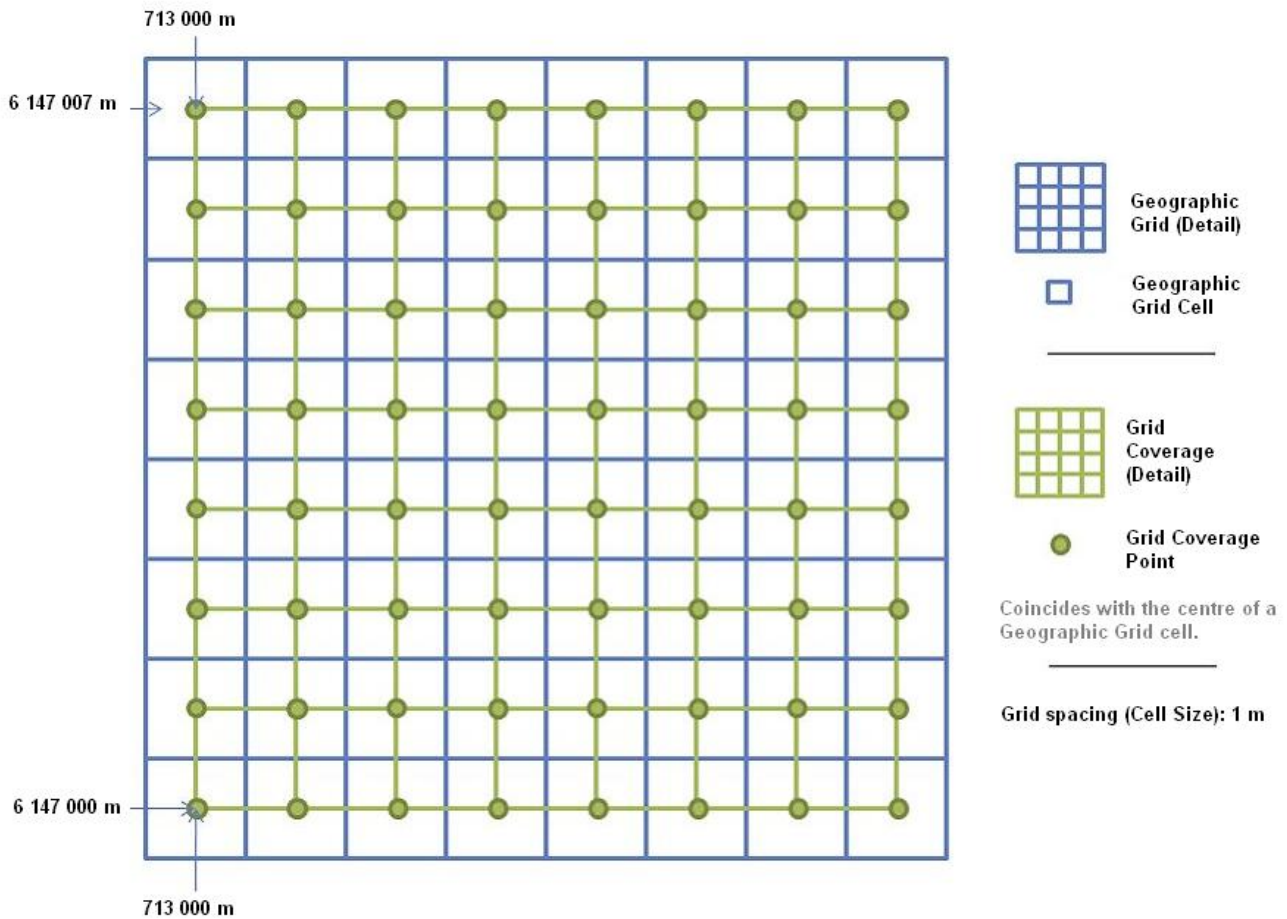 713 000 m
6 147 007 m
Geographic
Grid (Detail)
Geographic
Grid Cell
Grid
Coverage
(Detail)
Grid Coverage
Point
Coincides with the centre of a
Geographic Grid cell.
Grid spacing (Cell Size): 1 m
6 147 000 m
713 000 m